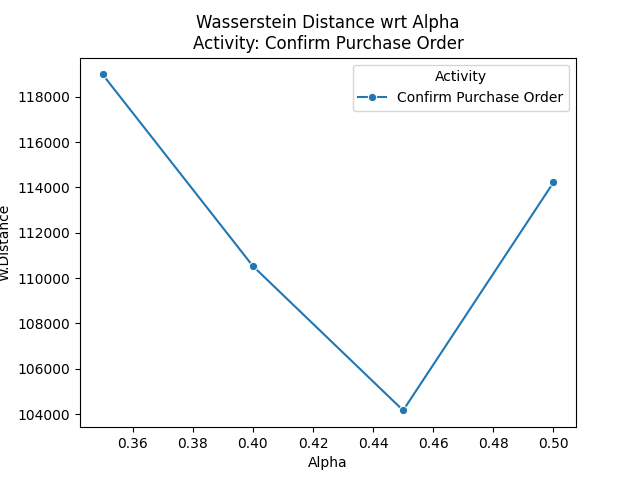 Wasserstein Distance wrt Alpha
Activity: Confirm Purchase Order
Activity
Confirm Purchase Order
118000
116000
114000
112000
110000
108000
106000
104000
W.Distance
0.36 0.38 0.40 0.42 0.44 0.46 0.48 0.50
Alpha